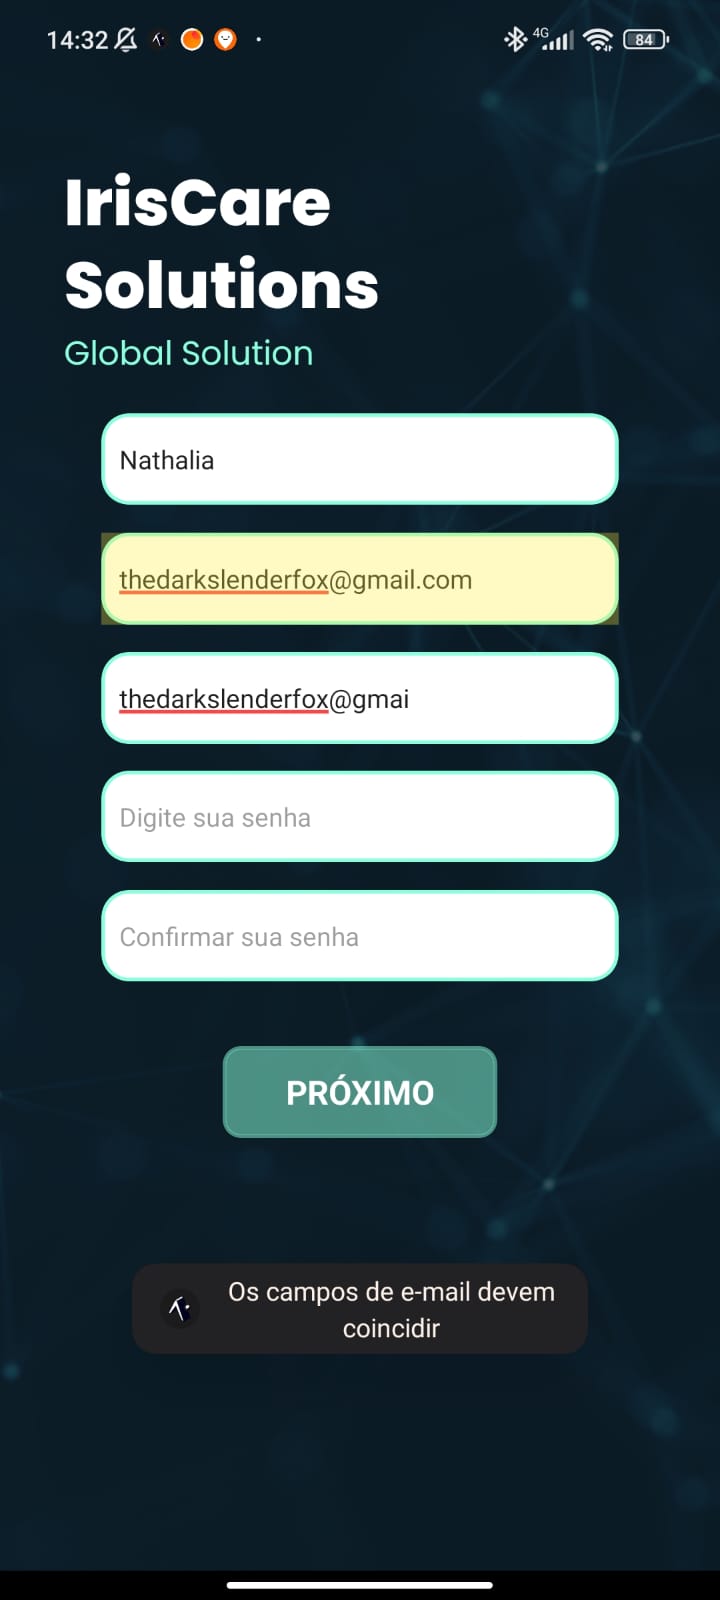 14:32
4G
84
IrisCare
Solutions
Global Solution
Nathalia
thedarkslenderfox@gmail.com
thedarkslenderfox@gmai
Digite sua senha
Confirmar sua senha
PRÓXIMO
Os campos de e-mail devem
coincidir